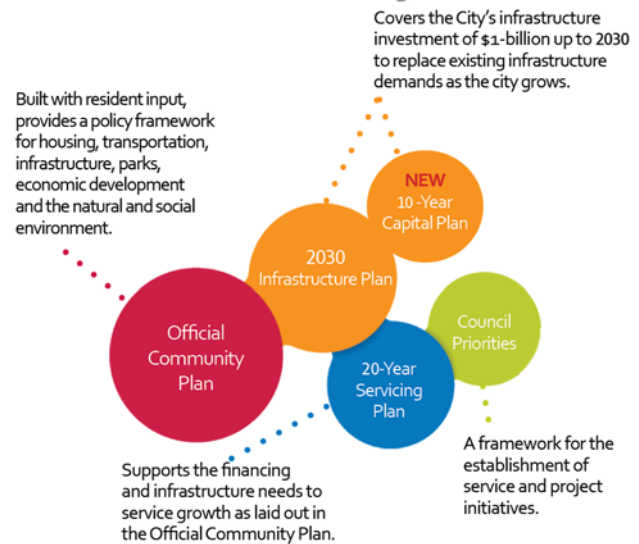 Covers the City's infrastructure
investment of $1-billion up to 2030
to replace existing infrastructure
demands as the city grows.
Built with resident input,
provides a policy framework
for housing, transportation,
infrastructure, parks,
economic development
and the natural and social
environment.
NEW
10 -Year
Capital Plan
2030
Infrastructure Plan
Official
Community
Plan
Council
Priorities
20-Year
Servicing
Plan
Supports the financing
and infrastructure needs to
service growth as laid out in
the Official Community Plan.
A framework for the
establishment of
service and project
initiatives.